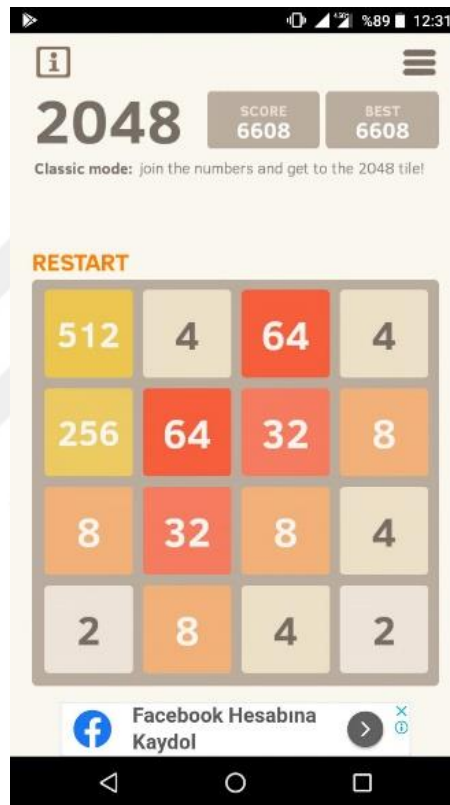 %89 12:31
i
2048
SCORE BEST
6608 6608
Classic mode: join the numbers and get to the 2048 tile!
RESTART
512 4 64 4
256 64 32 8
8 32 8 4
2 8 4 2
Facebook Hesabına
Kaydol